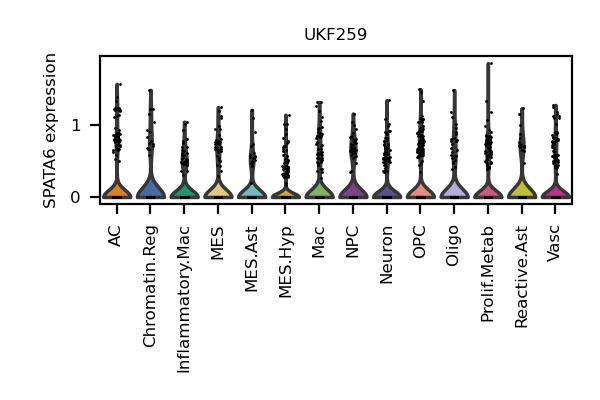 UKF259
SPATA6 expression
1
0
AC
Chromatin.Reg
Inflammatory.Mac
MES
MES.Ast
MES.Hyp
Mac
NPC
Neuron
OPC
Oligo
Prolif.Metab
Reactive.Ast
Vasc